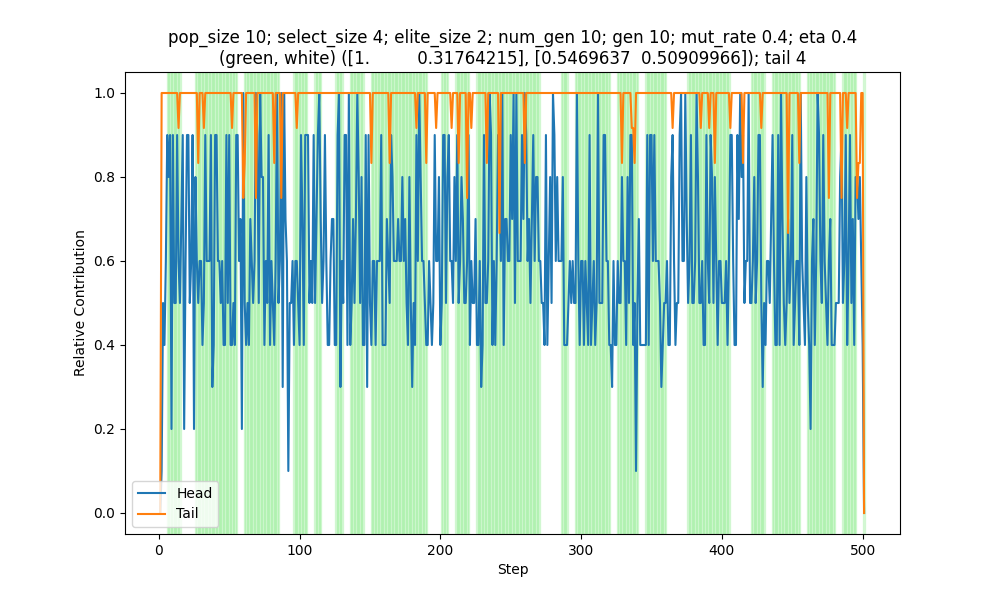 pop_size 10; select_size 4; elite_size 2; num_gen 10; gen 10; mut_rate 0.4; eta 0.4
(green, white) ([1. 0.31764215], [0.5469637 0.50909966]); tail 4
1.0
0.8
0.6
0.4
0.2
0.0
Relative Contribution
Head
Tail
0
100
200
300
400
500
Step